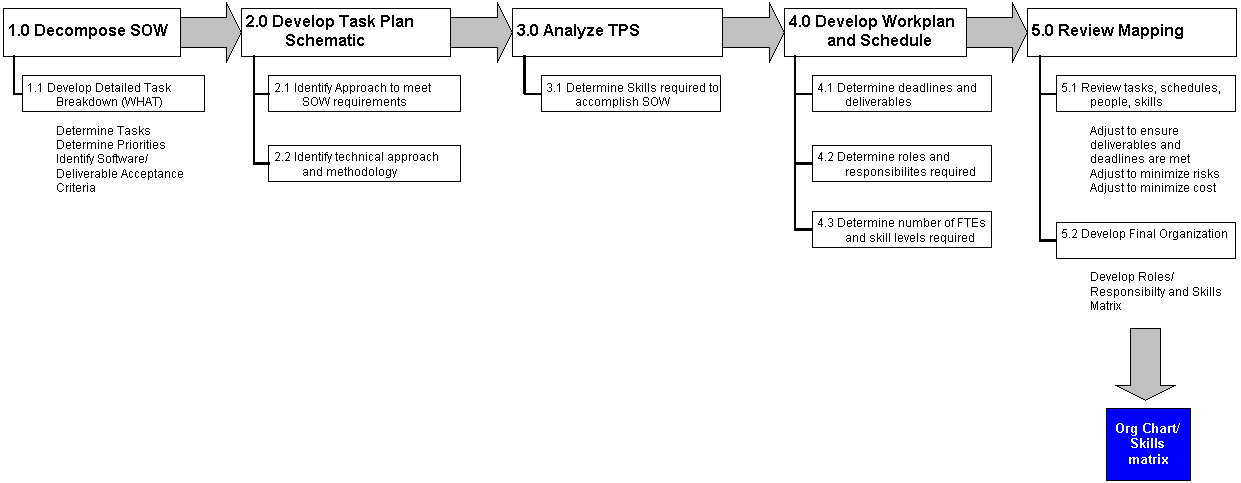 1.0 Decompose SOW
1.1 Develop Detailed Task
Breakdown (WHAT)
Determine Tasks
Determine Priorities
Identify Software/
Deliverable Acceptance
Criteria
2.0 Develop Task Plan
Schematic
2.1 Identify Approach to meet
SOW requirements
2.2 Identify technical approach
and methodology
3.0 Analyze TPS
3.1 Determine Skills required to
accomplish SOW
4.0 Develop Workplan
and Schedule
4.1 Determine deadlines and
deliverables
4.2 Determine roles and
responsibilites required
4.3 Determine number of FTEs
and skill levels required
5.0 Review Mapping
5.1 Review tasks, schedules,
people, skills
Adjust to ensure
deliverables and
deadlines are met
Adjust to minimize risks
Adjust to minimize cost
5.2 Develop Final Organization
Develop Roles/
Responsibilty and Skills
Matrix
Org Chart/
Skills
matrix